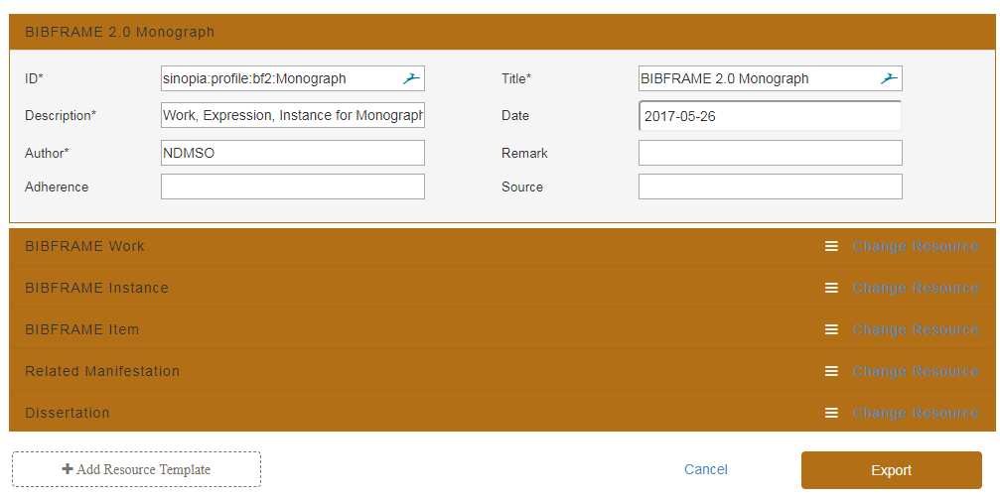 BIBFRAME 2.0 Monograph
ID* sinopia:profile:bf2:Monograph Title* BIBFRAME 2.0 Monograph
Description* Work, Expression, Instance for Monograph Date 2017-05-26
Author* NDMSO Remark
Adherence Source
BIBFRAME Work Change Resource
BIBFRAME Instance Change Resource
BIBFRAME Item Change Resource
Related Manifestation Change Resource
Dissertation Change Resource
Add Resource Template Cancel Export